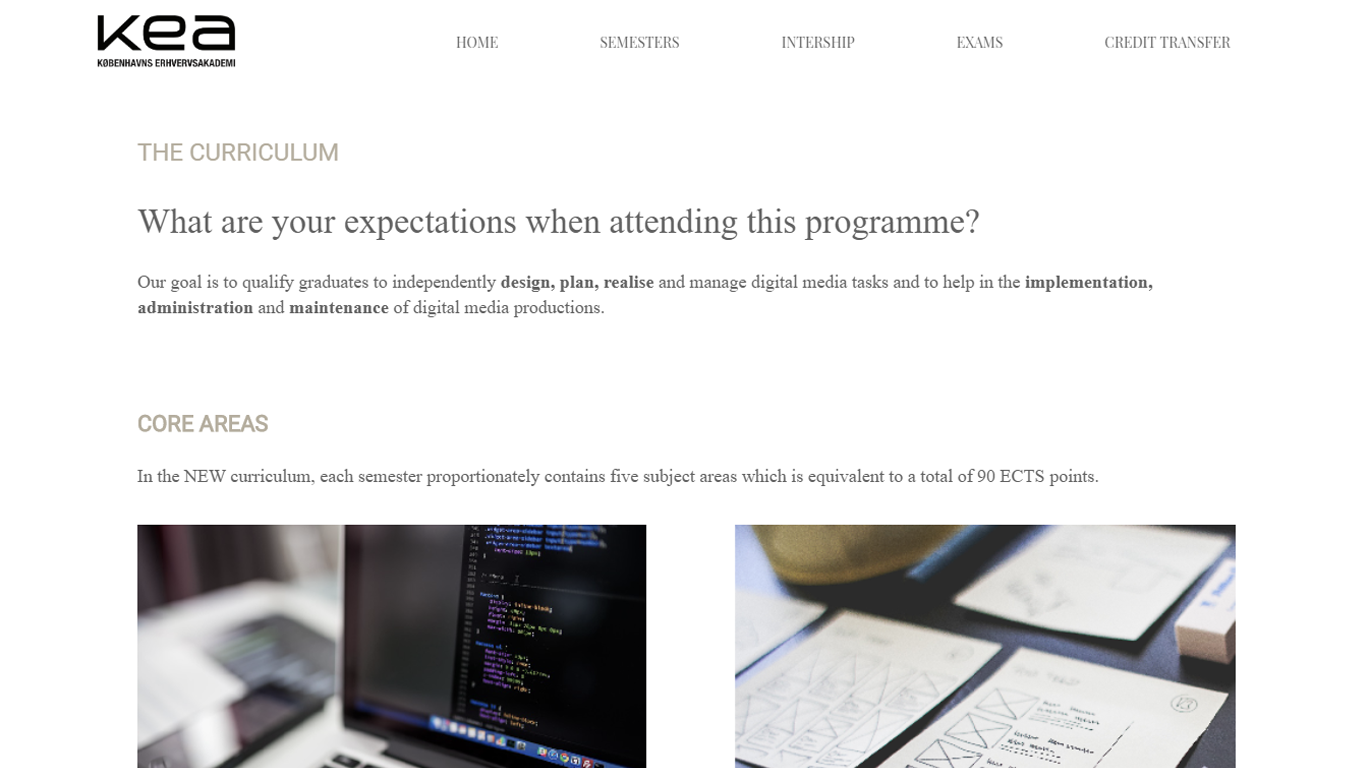 kea
KØBENHAVNS ERHVERVSAKADEMI
HOME
SEMESTERS
INTERSHIP
EXAMS
CREDIT TRANSFER
THE CURRICULUM
What are your expectations when attending this programme?
Our goal is to qualify graduates to independently design, plan, realise and manage digital media tasks and to help in the implementation,
administration and maintenance of digital media productions.
CORE AREAS
In the NEW curriculum, each semester proportionately contains five subject areas which is equivalent to a total of 90 ECTS points.